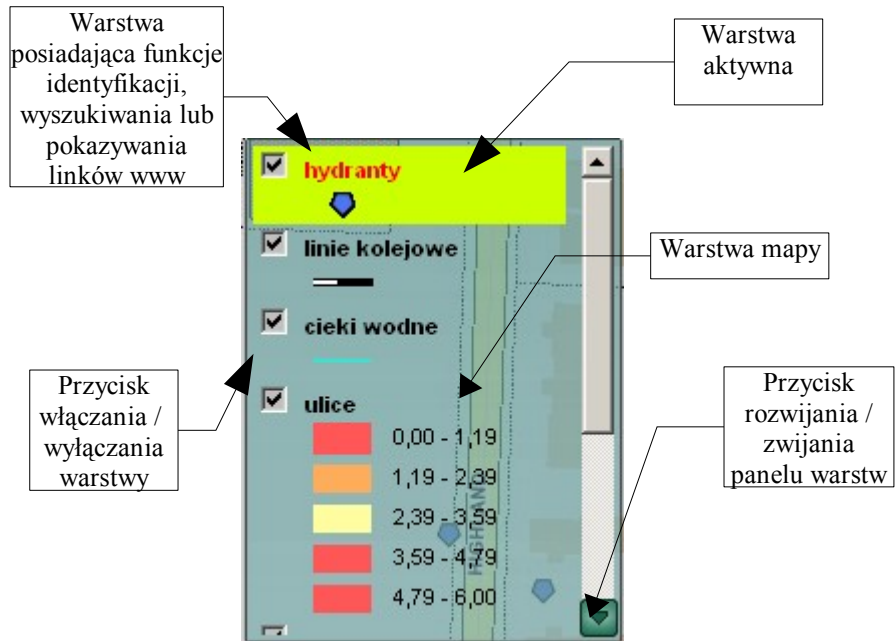 Warstwa
posiadająca funkcje
identyfikacji,
wyszukiwania lub
pokazywania
linków www
Warstwa
aktywna
hydranty
linie kolejowe
Warstwa mapy
cieki wodne
Przycisk
włączania /
wyłączania
warstwy
ulice
0,00 - 1,19
1,19 - 2,39
2,39 - 3,59
3,59 - 4,79
4,79 - 6,00
HIGHLAND
Przycisk
rozwijania /
zwijania
panelu warstw